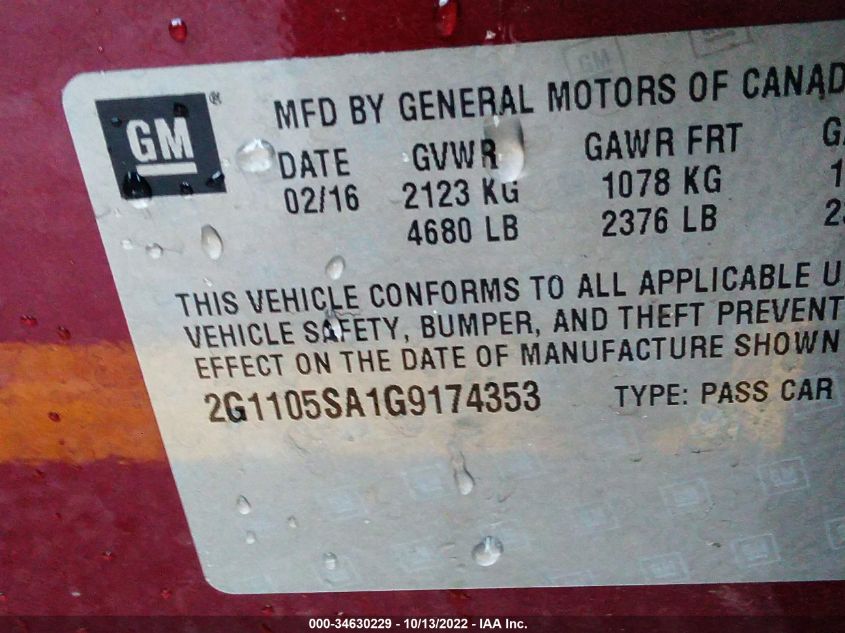 GM ®
MFD BY GENERAL MOTORS OF CANAD
DATE GVWR GAWR FRT G
02/16 2123 KG 1078 KG 1
4680 LB 2376 LB 23
THIS VEHICLE CONFORMS TO ALL APPLICABLE U
VEHICLE SAFETY, BUMPER, AND THEFT PREVENT
EFFECT ON THE DATE OF MANUFACTURE SHOWN
2G1105SA1G9174353 TYPE: PASS CAR
000-34630229 - 10/13/2022 - IAA Inc.